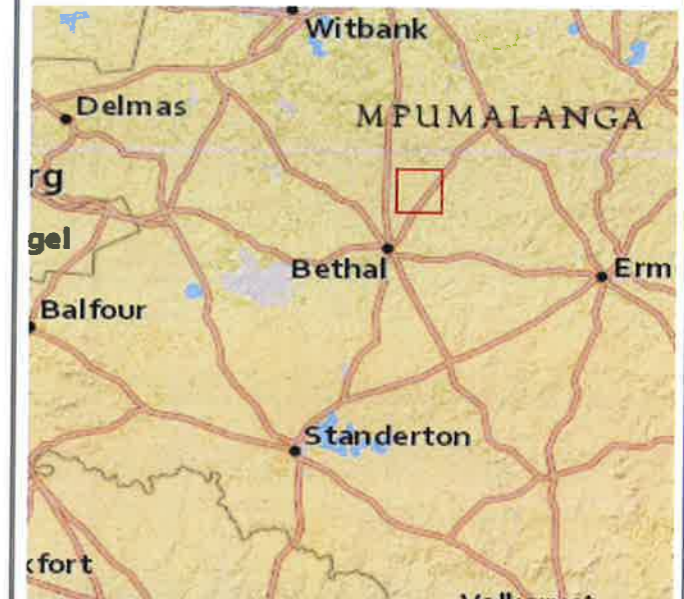 Witbank
Delmas
MPUMALANGA
rg
gel
Bethal
Erm
Balfour
Standerton
kfort